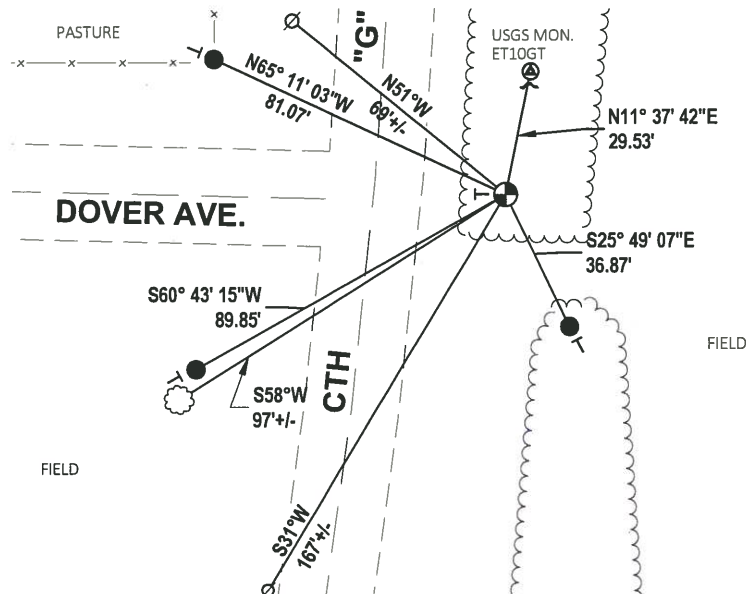 PASTURE
"G"
USGS MON.
ET10GT
N65° 11' 03"W
81.07'
N51°W
69'+/-
N11° 37' 42"E
29.53'
DOVER AVE.
S25° 49' 07"E
36.87'
S60° 43' 15"W
89.85'
FIELD
CTH
S58°W
97'+/-
FIELD
S31°W
167'+/-